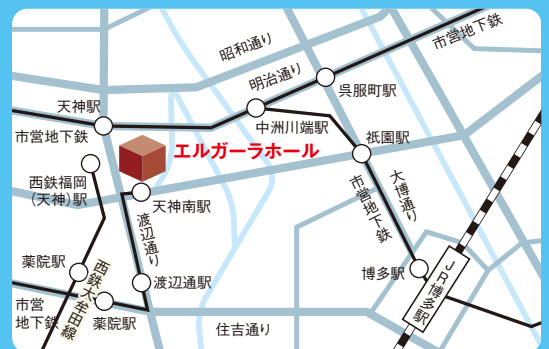 昭和通り
市営地下鉄
明治通り
呉服町駅
天神駅
中洲川端駅
市営地下鉄
エルガーラホール
祇園駅
西鉄福岡
（天神）駅
天神南駅
渡辺通り
市営地下鉄
大博通り
薬院駅
西鉄大牟田線
渡辺通駅
博多駅
JR博多駅
市営
地下鉄
薬院駅
住吉通り